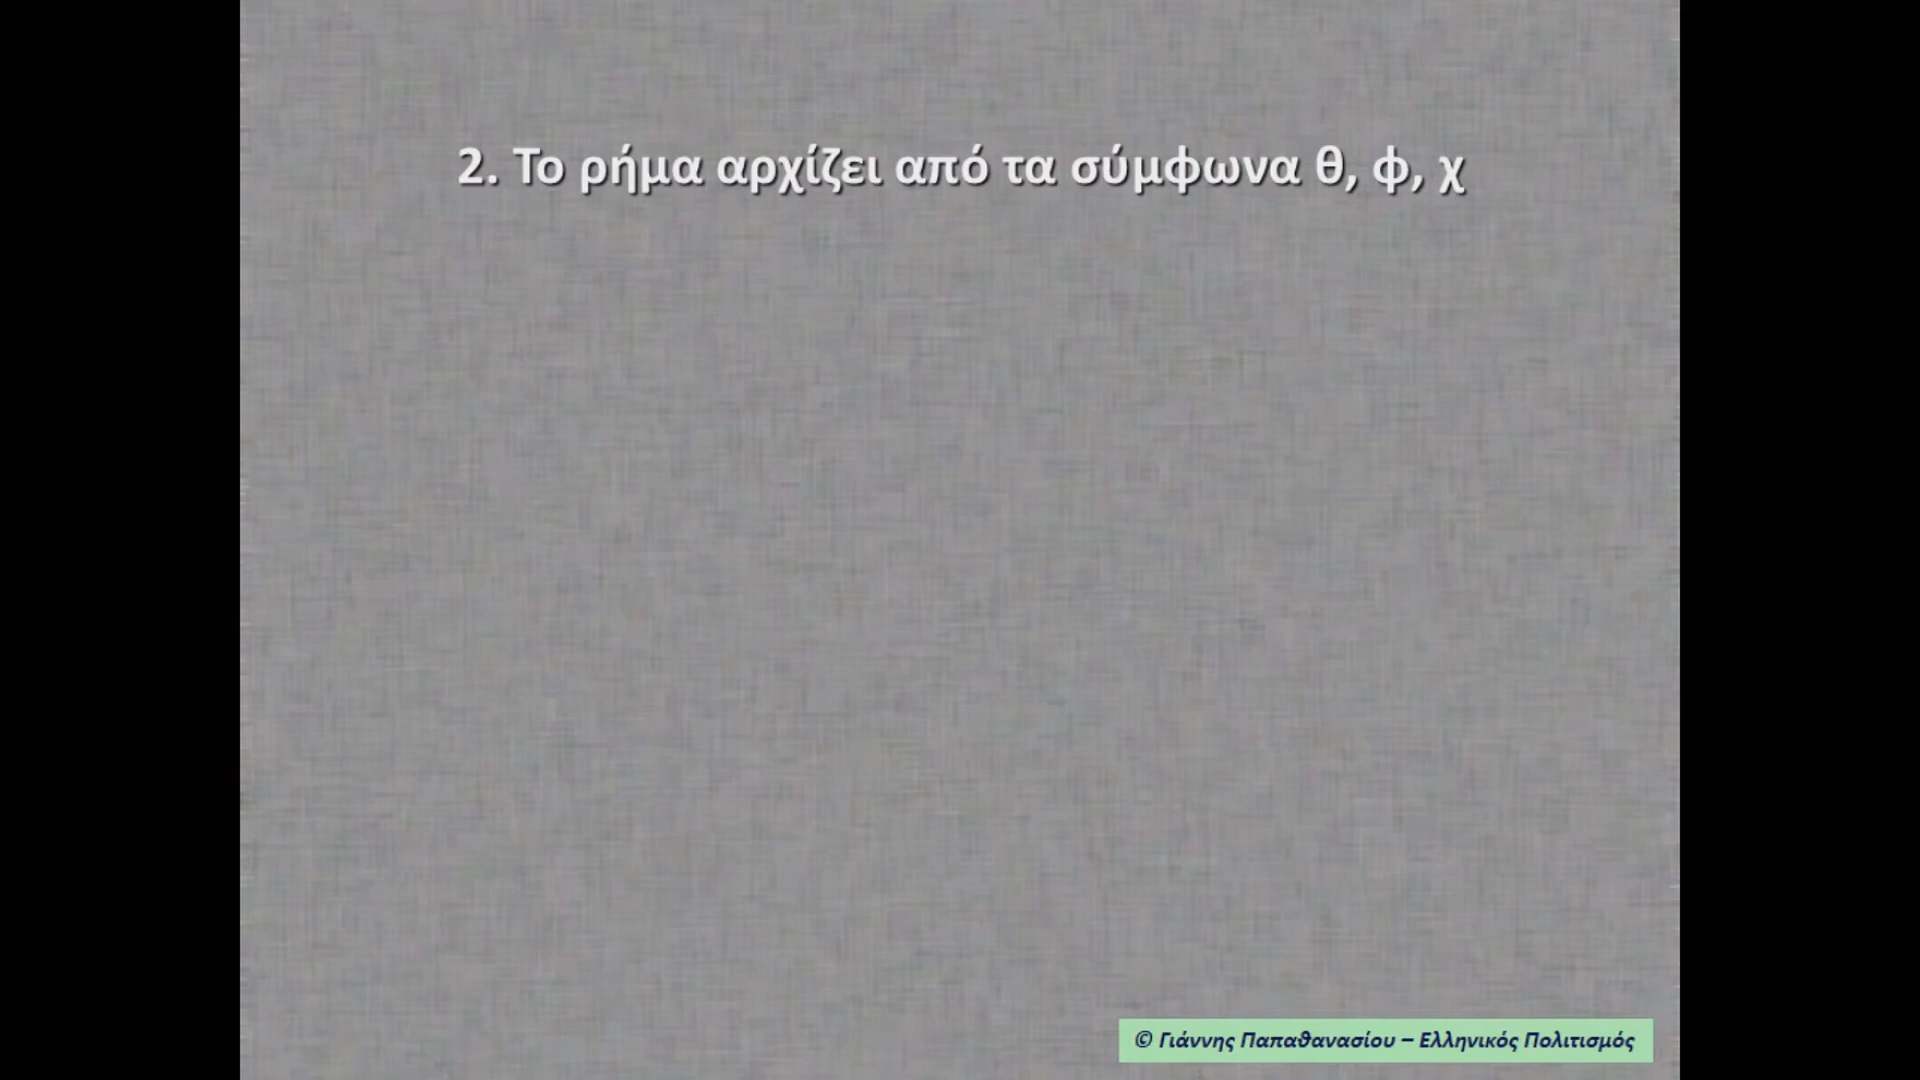 2. Το ρήμα αρχίζει από τα σύμφωνα θ, φ, χ
© Γιάννης Παπαθανασίου – Ελληνικός Πολιτισμός